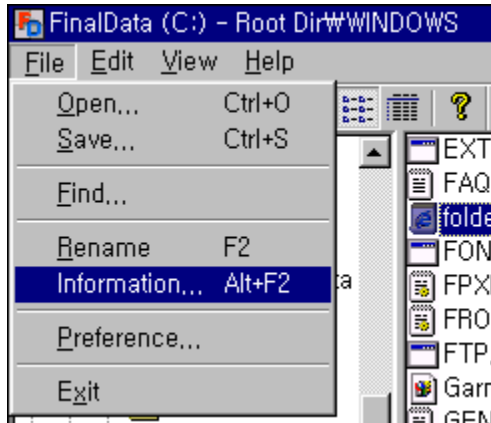 FinalData (C:) - Root Dir₩WINDOWS
File Edit View Help
Open... Ctrl+O
Save... Ctrl+S
Find...
Rename F2
Information... Alt+F2
Preference...
Exit
ta
EXT
FAQ
folde
FON
FPX
FRO
FTP.
Garr
GEN